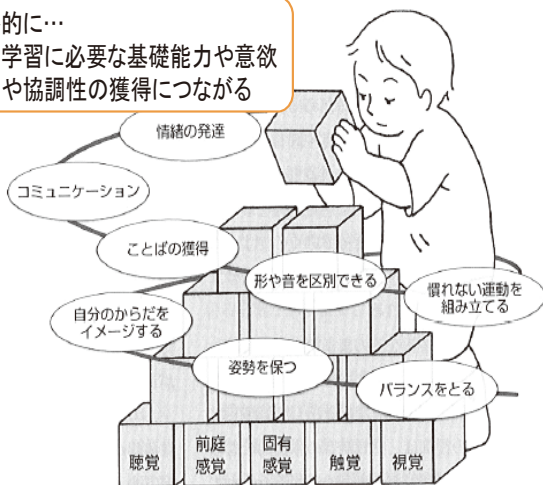 的に…
学習に必要な基礎能力や意欲
や協調性の獲得につながる
情緒の発達
コミュニケーション
ことばの獲得
形や音を区別できる
慣れない運動を
組み立てる
自分のからだを
イメージする
姿勢を保つ
バランスをとる
聴覚
前庭
感覚
固有
感覚
触覚
視覚